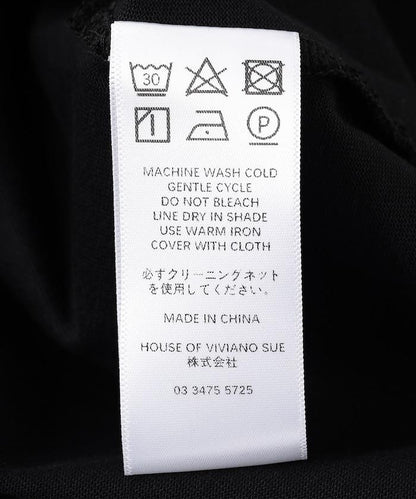 30
P
MACHINE WASH COLD
GENTLE CYCLE
DO NOT BLEACH
LINE DRY IN SHADE
USE WARM IRON
COVER WITH CLOTH
必ずクリーニングネット
を使用してください。
MADE IN CHINA
HOUSE OF VIVIANO SUE
株式会社
03 3475 5725